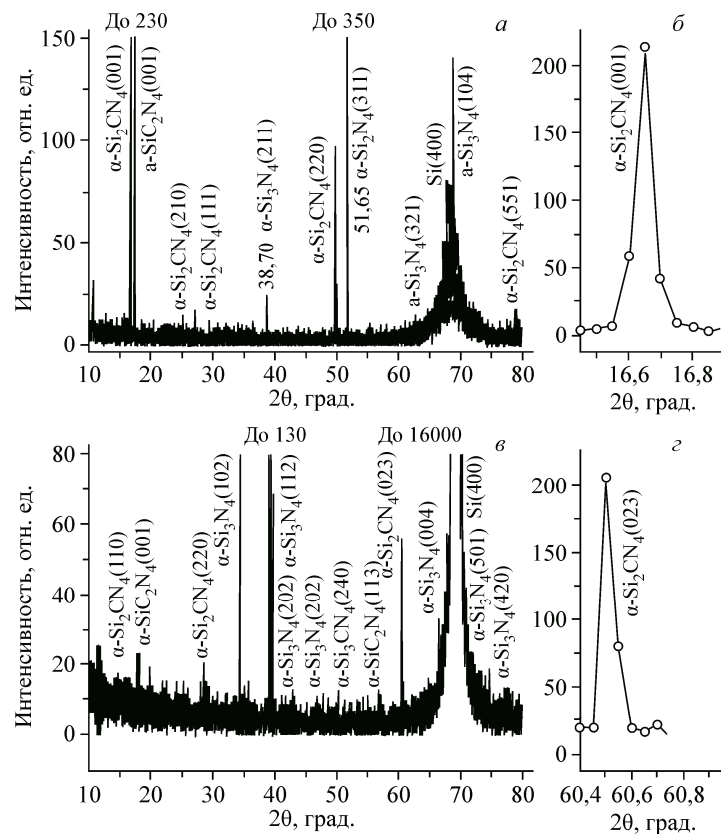 До 230
До 350
а
б
150
100
50
0
Интенсивность, отн. ед.
α-Si₂CN₄(001)
a-SiC₂N₄(001)
α-Si₂CN₄(210)
α-Si₂CN₄(111)
38,70 α-Si₃N₄(211)
α-Si₂CN₄(220)
51,65 α-Si₂N₄(311)
a-Si₃N₄(321)
Si(400)
a-Si₃N₄(104)
α-Si₂CN₄(551)
10
20
30
40
50
60
70
80
2θ, град.
200
150
100
50
0
α-Si₂CN₄(001)
16,6
16,8
2θ, град.
До 130
До 16000
в
г
80
60
40
20
0
Интенсивность, отн. ед.
α-Si₂CN₄(110)
α-SiC₂N₄(001)
α-Si₂CN₄(220)
α-Si₃N₄(102)
α-Si₃N₄(112)
α-Si₃N₄(202)
α-Si₃N₄(202)
α-Si₃CN₄(240)
α-SiC₂N₄(113)
α-Si₂CN₄(023)
α-Si₃N₄(004)
Si(400)
α-Si₃N₄(501)
α-Si₃N₄(420)
10
20
30
40
50
60
70
80
2θ, град.
200
150
100
50
0
α-Si₂CN₄(023)
60,4
60,6
60,8
2θ, град.